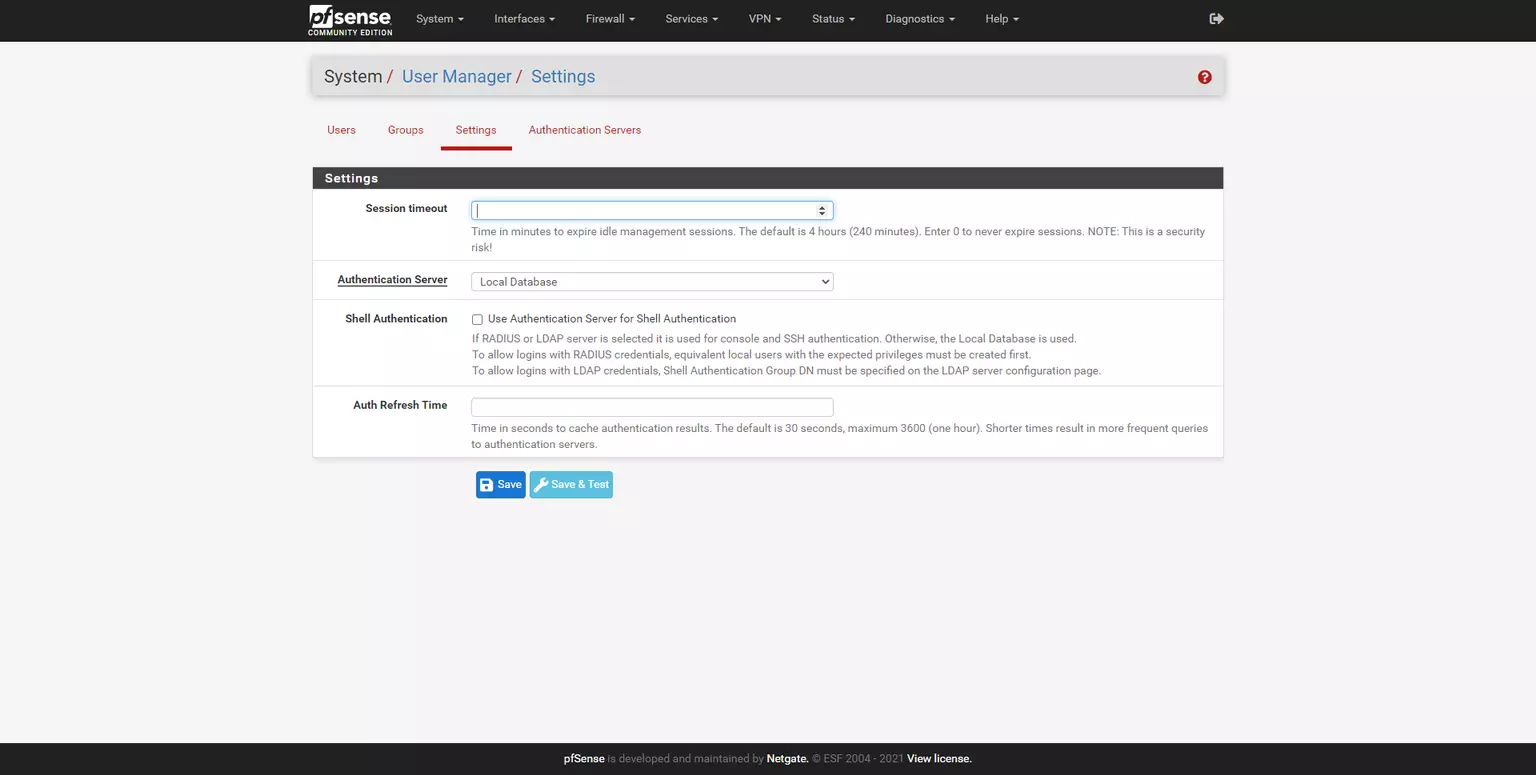 pfsense
COMMUNITY EDITION
System Interfaces Firewall Services VPN Status Diagnostics Help
System / User Manager / Settings
Users Groups Settings Authentication Servers
Settings
Session timeout
Time in minutes to expire idle management sessions. The default is 4 hours (240 minutes). Enter 0 to never expire sessions. NOTE: This is a security
risk!
Authentication Server Local Database
Shell Authentication Use Authentication Server for Shell Authentication
If RADIUS or LDAP server is selected it is used for console and SSH authentication. Otherwise, the Local Database is used.
To allow logins with RADIUS credentials, equivalent local users with the expected privileges must be created first.
To allow logins with LDAP credentials, Shell Authentication Group DN must be specified on the LDAP server configuration page.
Auth Refresh Time
Time in seconds to cache authentication results. The default is 30 seconds, maximum 3600 (one hour). Shorter times result in more frequent queries
to authentication servers.
Save Save & Test
pfSense is developed and maintained by Netgate. © ESF 2004 - 2021 View license.